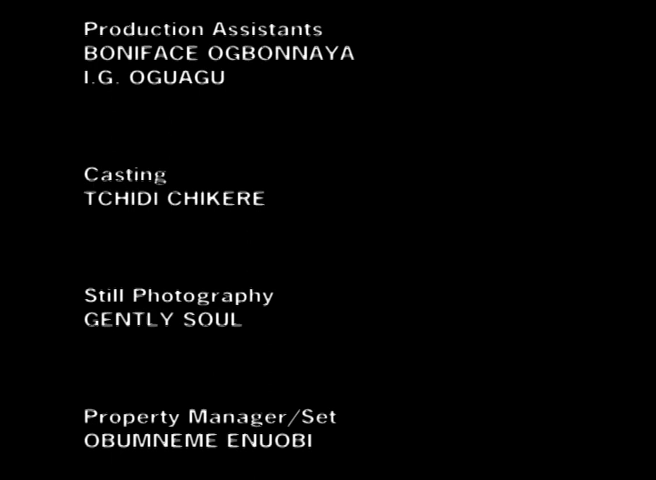 Production Assistants
BONIFACE OGBONNAYA
I.G. OGUAGU
Casting
TCHIDI CHIKERE
Still Photography
GENTLY SOUL
Property Manager/Set
OBUMNEME ENUOBI